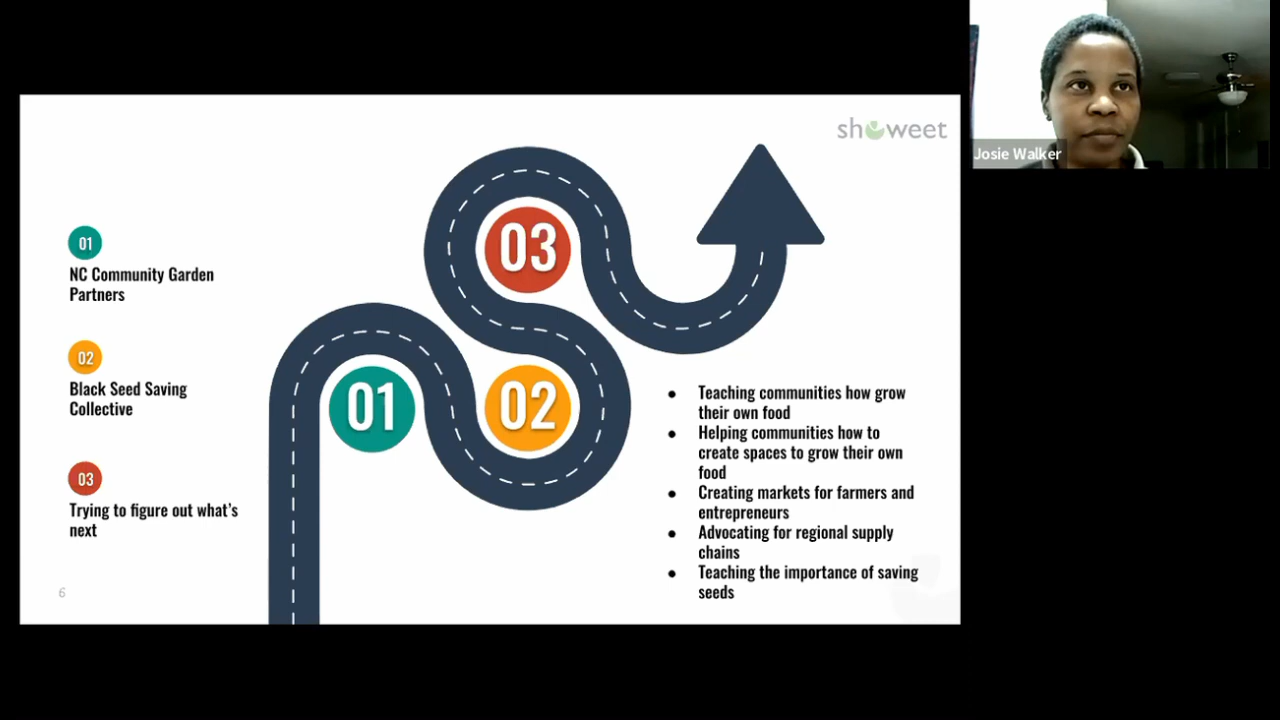 showeet
Josie Walker
01
NC Community Garden
Partners
02
Black Seed Saving
Collective
03
Trying to figure out what's
next
03
01
02
● Teaching communities how grow
their own food
● Helping communities how to
create spaces to grow their own
food
● Creating markets for farmers and
entrepreneurs
● Advocating for regional supply
chains
● Teaching the importance of saving
seeds
6